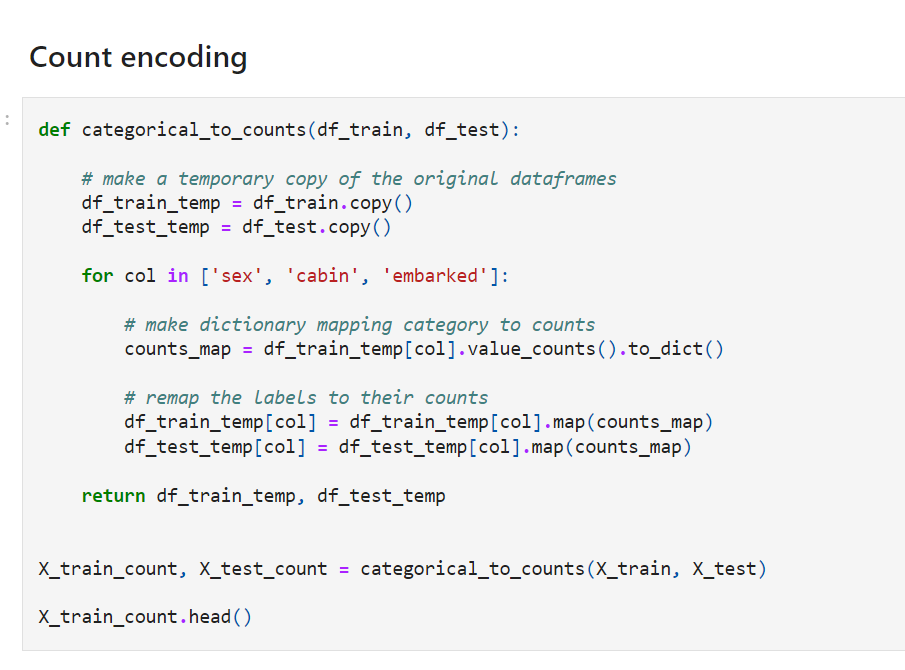 Count encoding
:
def categorical_to_counts(df_train, df_test):
    # make a temporary copy of the original dataframes
    df_train_temp = df_train.copy()
    df_test_temp = df_test.copy()
    for col in ['sex', 'cabin', 'embarked']:
        # make dictionary mapping category to counts
        counts_map = df_train_temp[col].value_counts().to_dict()
        # remap the labels to their counts
        df_train_temp[col] = df_train_temp[col].map(counts_map)
        df_test_temp[col] = df_test_temp[col].map(counts_map)
    return df_train_temp, df_test_temp
X_train_count, X_test_count = categorical_to_counts(X_train, X_test)
X_train_count.head()